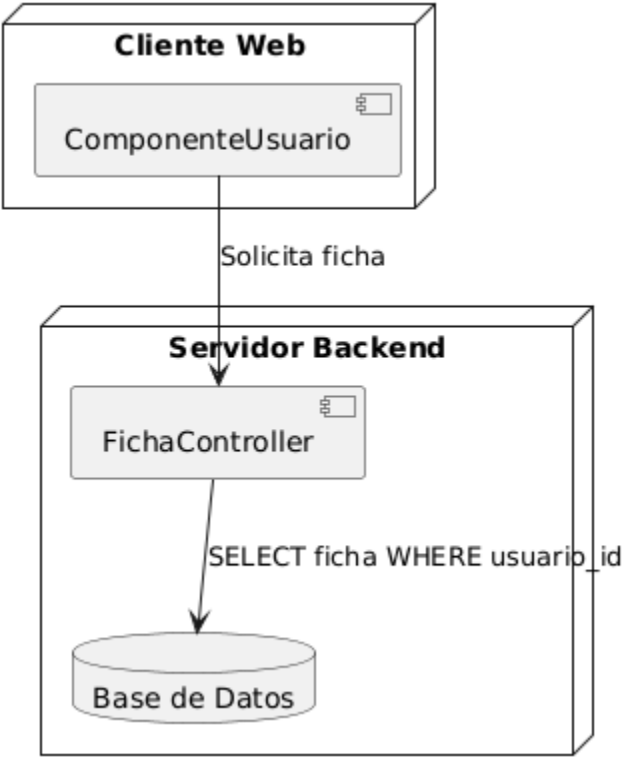 Cliente Web
ComponenteUsuario
Solicita ficha
Servidor Backend
FichaController
SELECT ficha WHERE usuario_id
Base de Datos